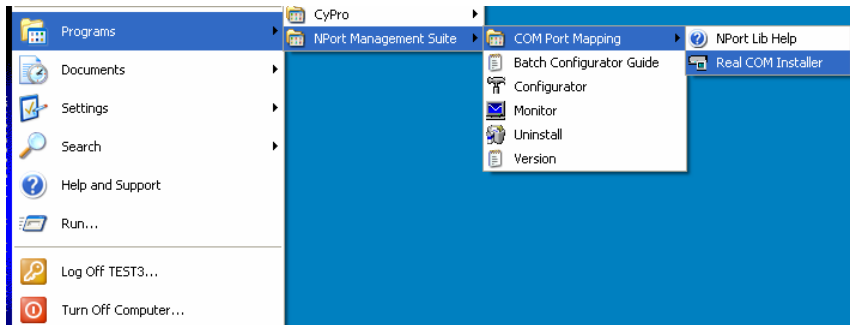 Programs
Documents
Settings
Search
Help and Support
Run...
Log Off TEST3...
Turn Off Computer...
CyPro
NPort Management Suite
COM Port Mapping
Batch Configurator Guide
Configurator
Monitor
Uninstall
Version
NPort Lib Help
Real COM Installer